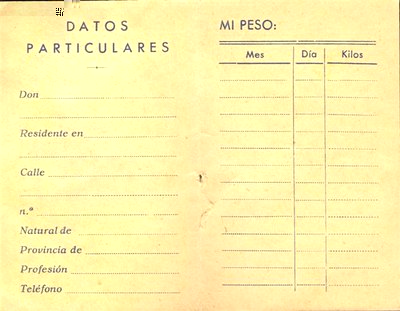 DATOS
PARTICULARES
Don
Residente en
Calle
n.º
Natural de
Provincia de
Profesión
Teléfono
MI PESO:
Mes Día Kilos